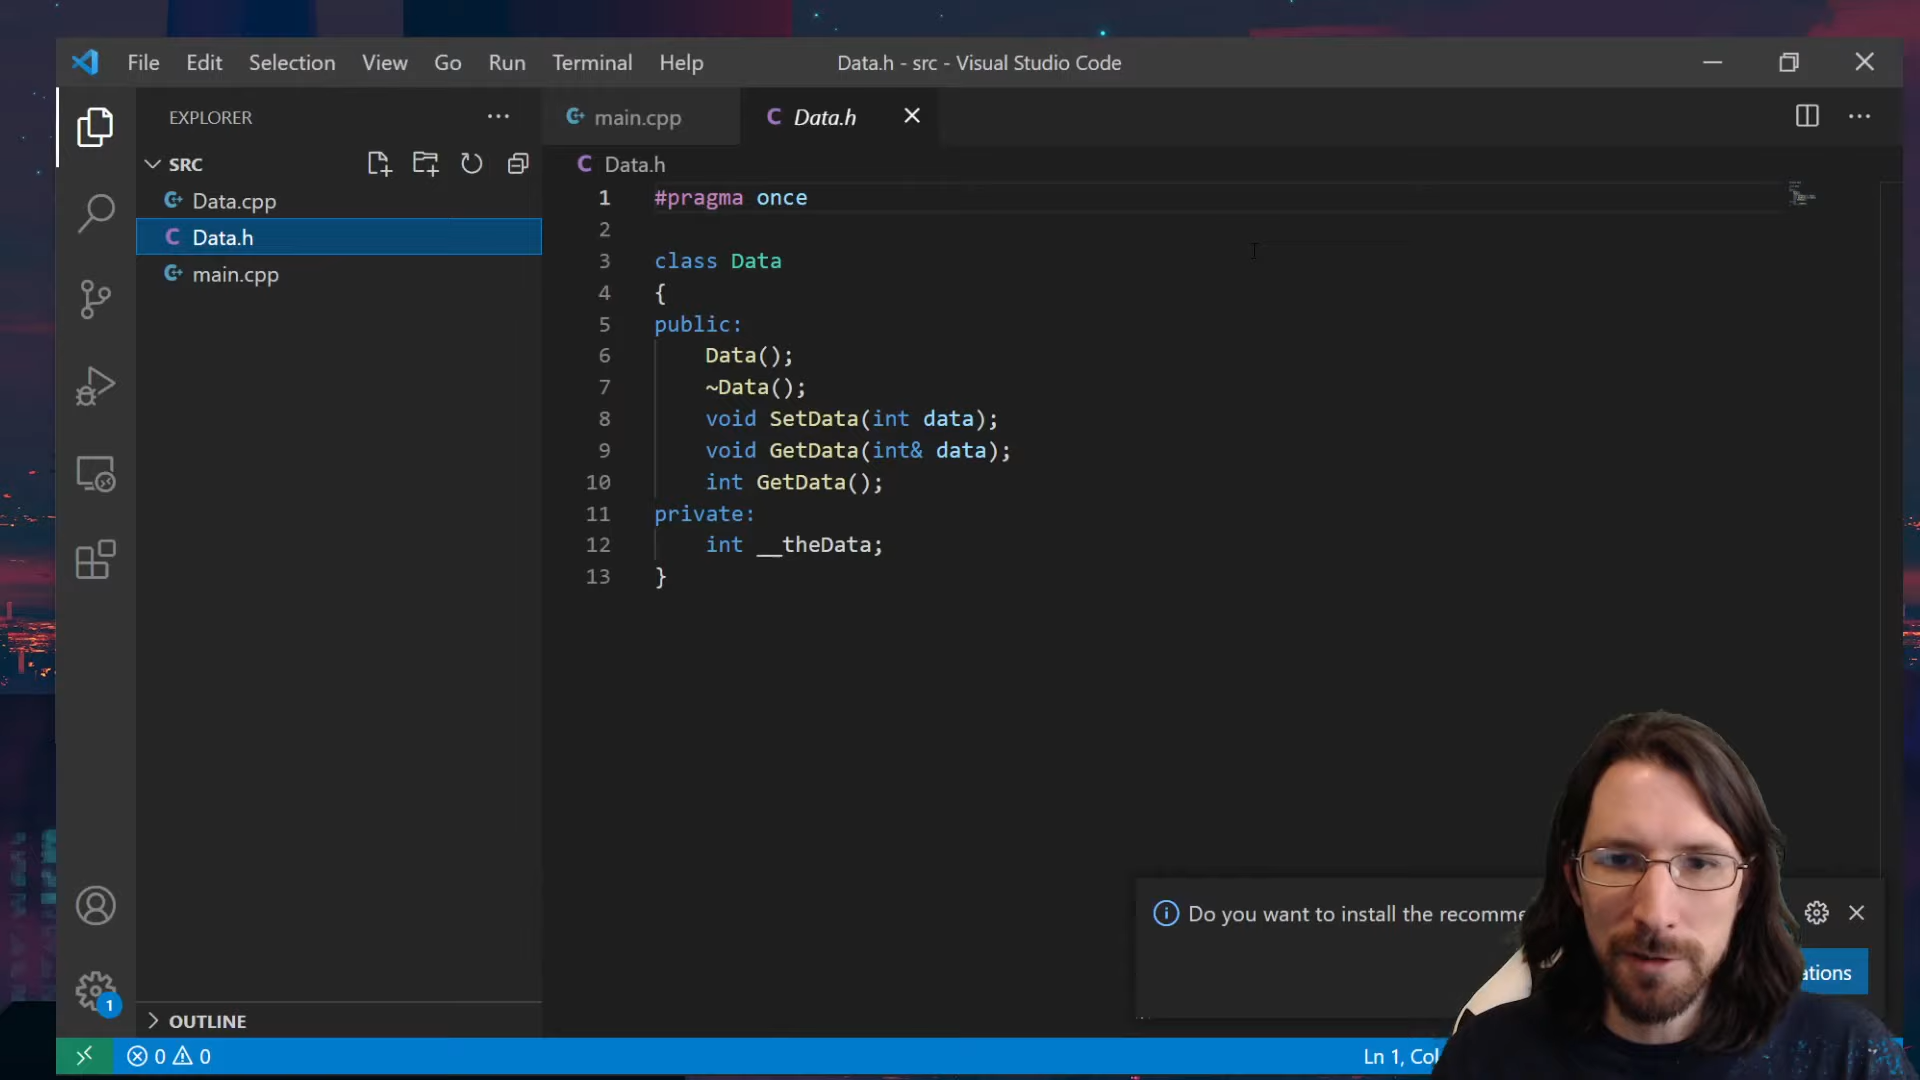 File Edit Selection View Go Run Terminal Help Data.h - src - Visual Studio Code
EXPLORER
SRC
Data.cpp
Data.h
main.cpp
OUTLINE
main.cpp Data.h
Data.h
1 #pragma once
2
3 class Data
4 {
5 public:
6 Data();
7 ~Data();
8 void SetData(int data);
9 void GetData(int& data);
10 int GetData();
11 private:
12 int __theData;
13 }
Do you want to install the
1
0 0
Ln 1,